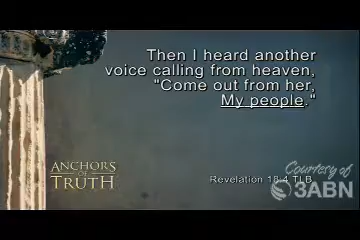 Then I heard another
voice calling from heaven,
"Come out from her,
My people."
ANCHORS
OF
TRUTH
Courtesy of
3ABN
Revelation 18:4 TLB